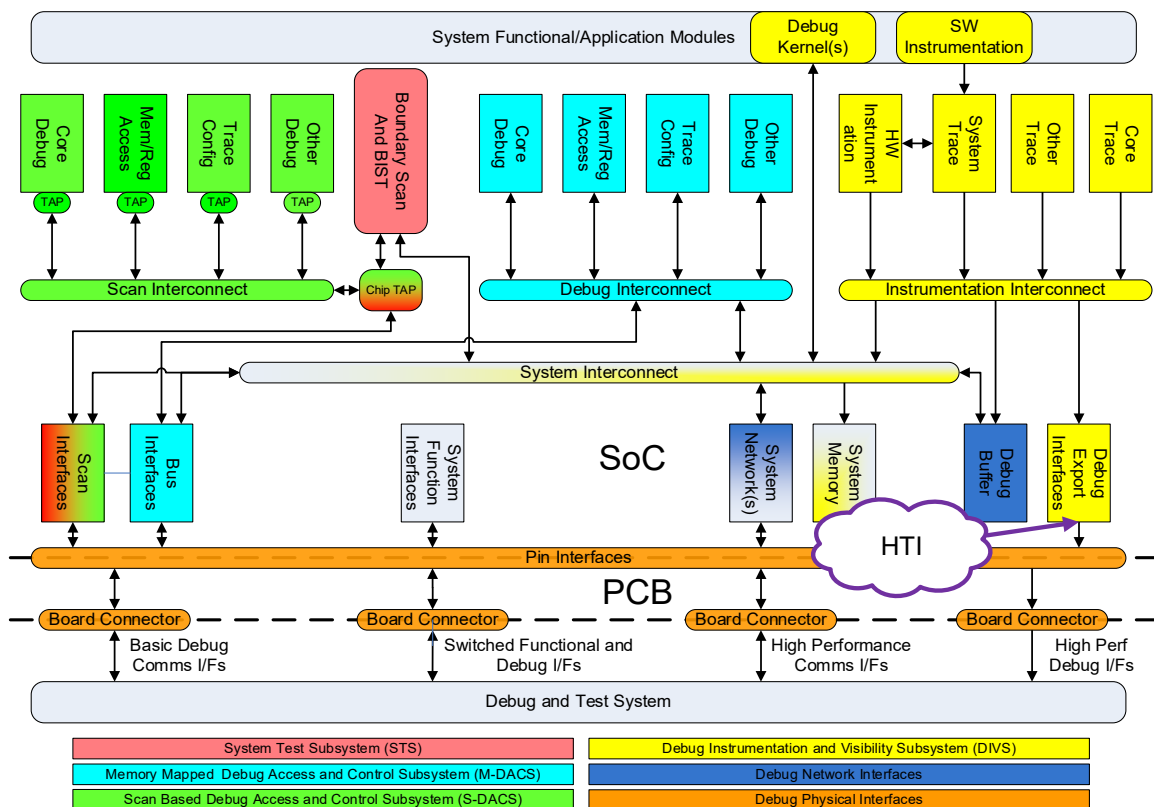 System Functional/Application Modules
Debug
Kernel(s)
SW
Instrumentation
Core
Debug
Mem/Reg
Access
Trace
Config
Other
Debug
Boundary Scan
And BIST
Core
Debug
Mem/Reg
Access
Trace
Config
Other
Debug
HW
Instrument
ation
System
Trace
Other
Trace
Core
Trace
TAP
TAP
TAP
TAP
Scan Interconnect
Chip TAP
Debug Interconnect
Instrumentation Interconnect
System Interconnect
Scan
Interfaces
Bus
Interfaces
System
Function
Interfaces
SoC
System
Network(s)
System
Memory
Debug
Buffer
Debug
Export
Interfaces
HTI
Pin Interfaces
PCB
Board Connector
Board Connector
Board Connector
Board Connector
Basic Debug
Comms I/Fs
Switched Functional and
Debug I/Fs
High Performance
Comms I/Fs
High Perf
Debug I/Fs
Debug and Test System
System Test Subsystem (STS)
Debug Instrumentation and Visibility Subsystem (DIVS)
Memory Mapped Debug Access and Control Subsystem (M-DACS)
Debug Network Interfaces
Scan Based Debug Access and Control Subsystem (S-DACS)
Debug Physical Interfaces